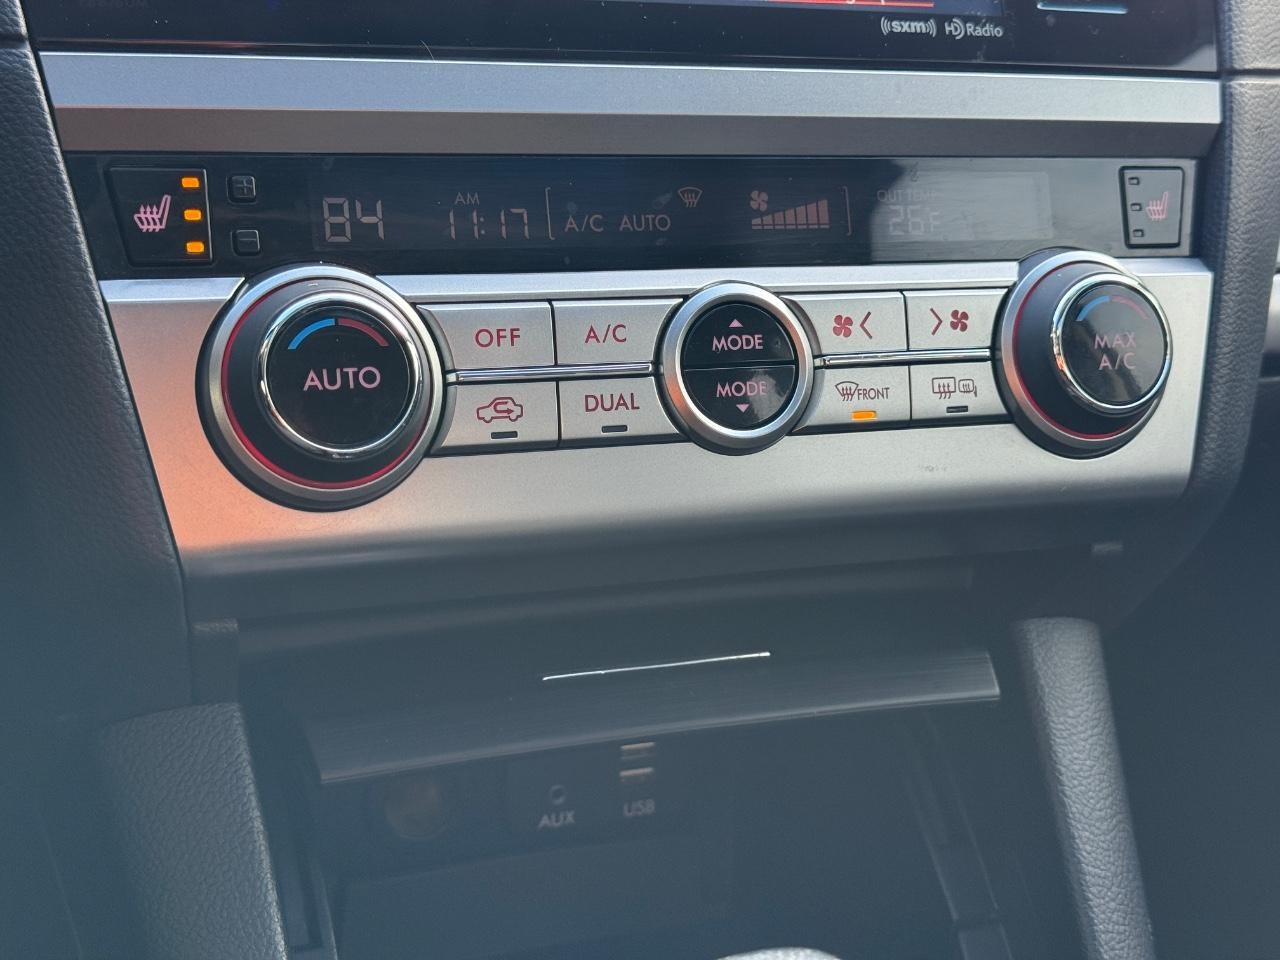 sxm HD Radio
84
AM
11:17
A/C AUTO
OUT TEMP
26°F
AUTO
OFF
A/C
MODE
MAX
A/C
MODE
DUAL
FRONT
AUX
USB